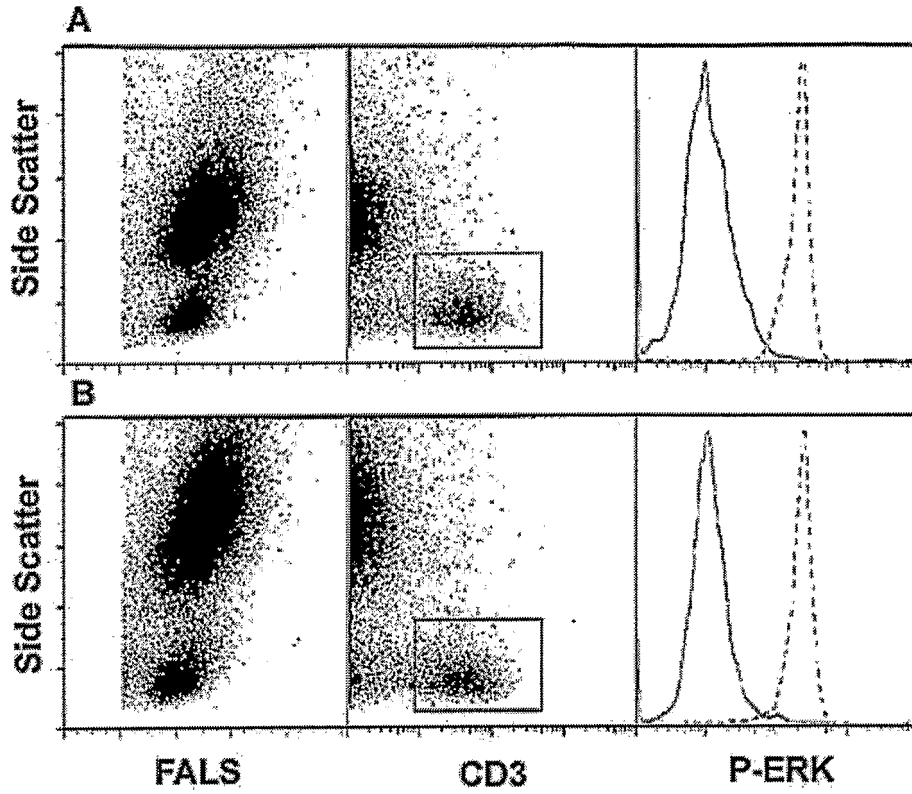 A
Side Scatter
B
Side Scatter
FALS
CD3
P-ERK